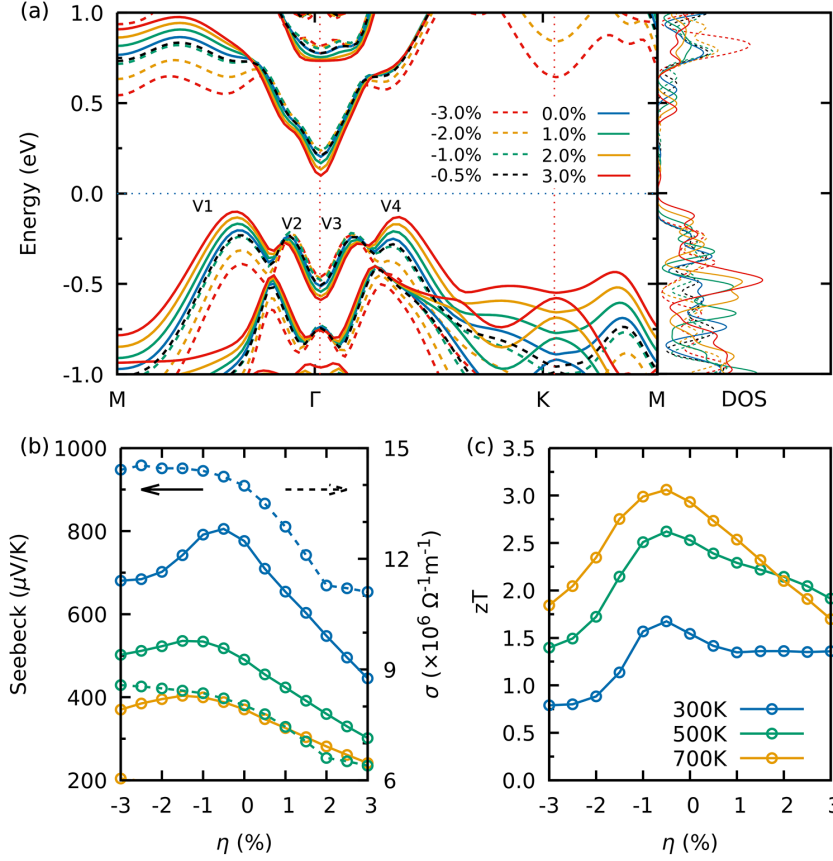 (a)
1.0
0.5
0.0
-0.5
-1.0
Energy (eV)
-3.0% 0.0%
-2.0% 1.0%
-1.0% 2.0%
-0.5% 3.0%
V1 V2 V3 V4
M Γ K M DOS
(b)
1000
800
600
400
200
Seebeck (μV/K)
15
13
9
6
σ (×10⁶ Ω⁻¹m⁻¹)
-3 -2 -1 0 1 2 3
η (%)
(c)
3.5
3.0
2.5
2.0
1.5
1.0
0.5
0.0
zT
300K
500K
700K
-3 -2 -1 0 1 2 3
η (%)